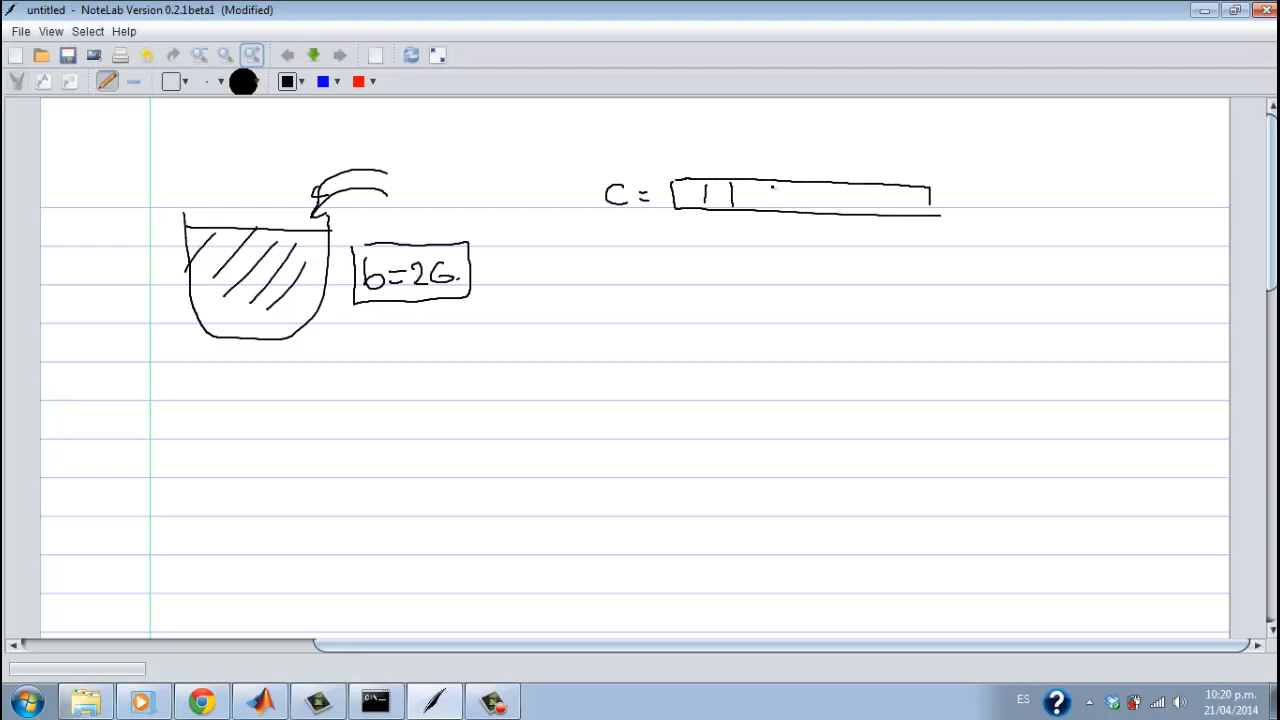 untitled - NoteLab Version 0.2.1beta1 (Modified)
File View Select Help
C =
b=26.
ES
10:20 p.m.
21/04/2014